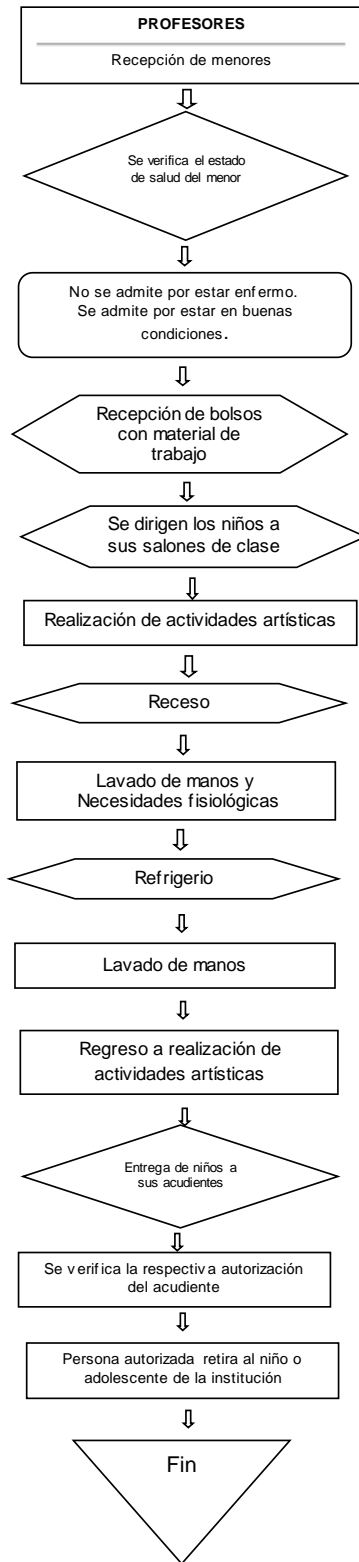 PROFESORES
Recepción de menores
Se verifica el estado
de salud del menor
No se admite por estar enfermo.
Se admite por estar en buenas
condiciones.
Recepción de bolsos
con material de
trabajo
Se dirigen los niños a
sus salones de clase
Realización de actividades artísticas
Receso
Lavado de manos y
Necesidades fisiológicas
Refrigerio
Lavado de manos
Regreso a realización de
actividades artísticas
Entrega de niños a
sus acudientes
Se verifica la respectiva autorización
del acudiente
Persona autorizada retira al niño o
adolescente de la institución
Fin